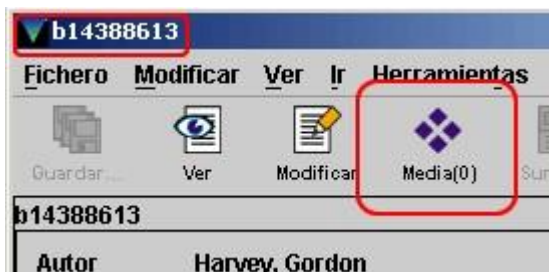 b14388613
Fichero Modificar Ver Ir Herramientas
Guardar... Ver Modificar Media(0)
b14388613
Autor Harvey, Gordon